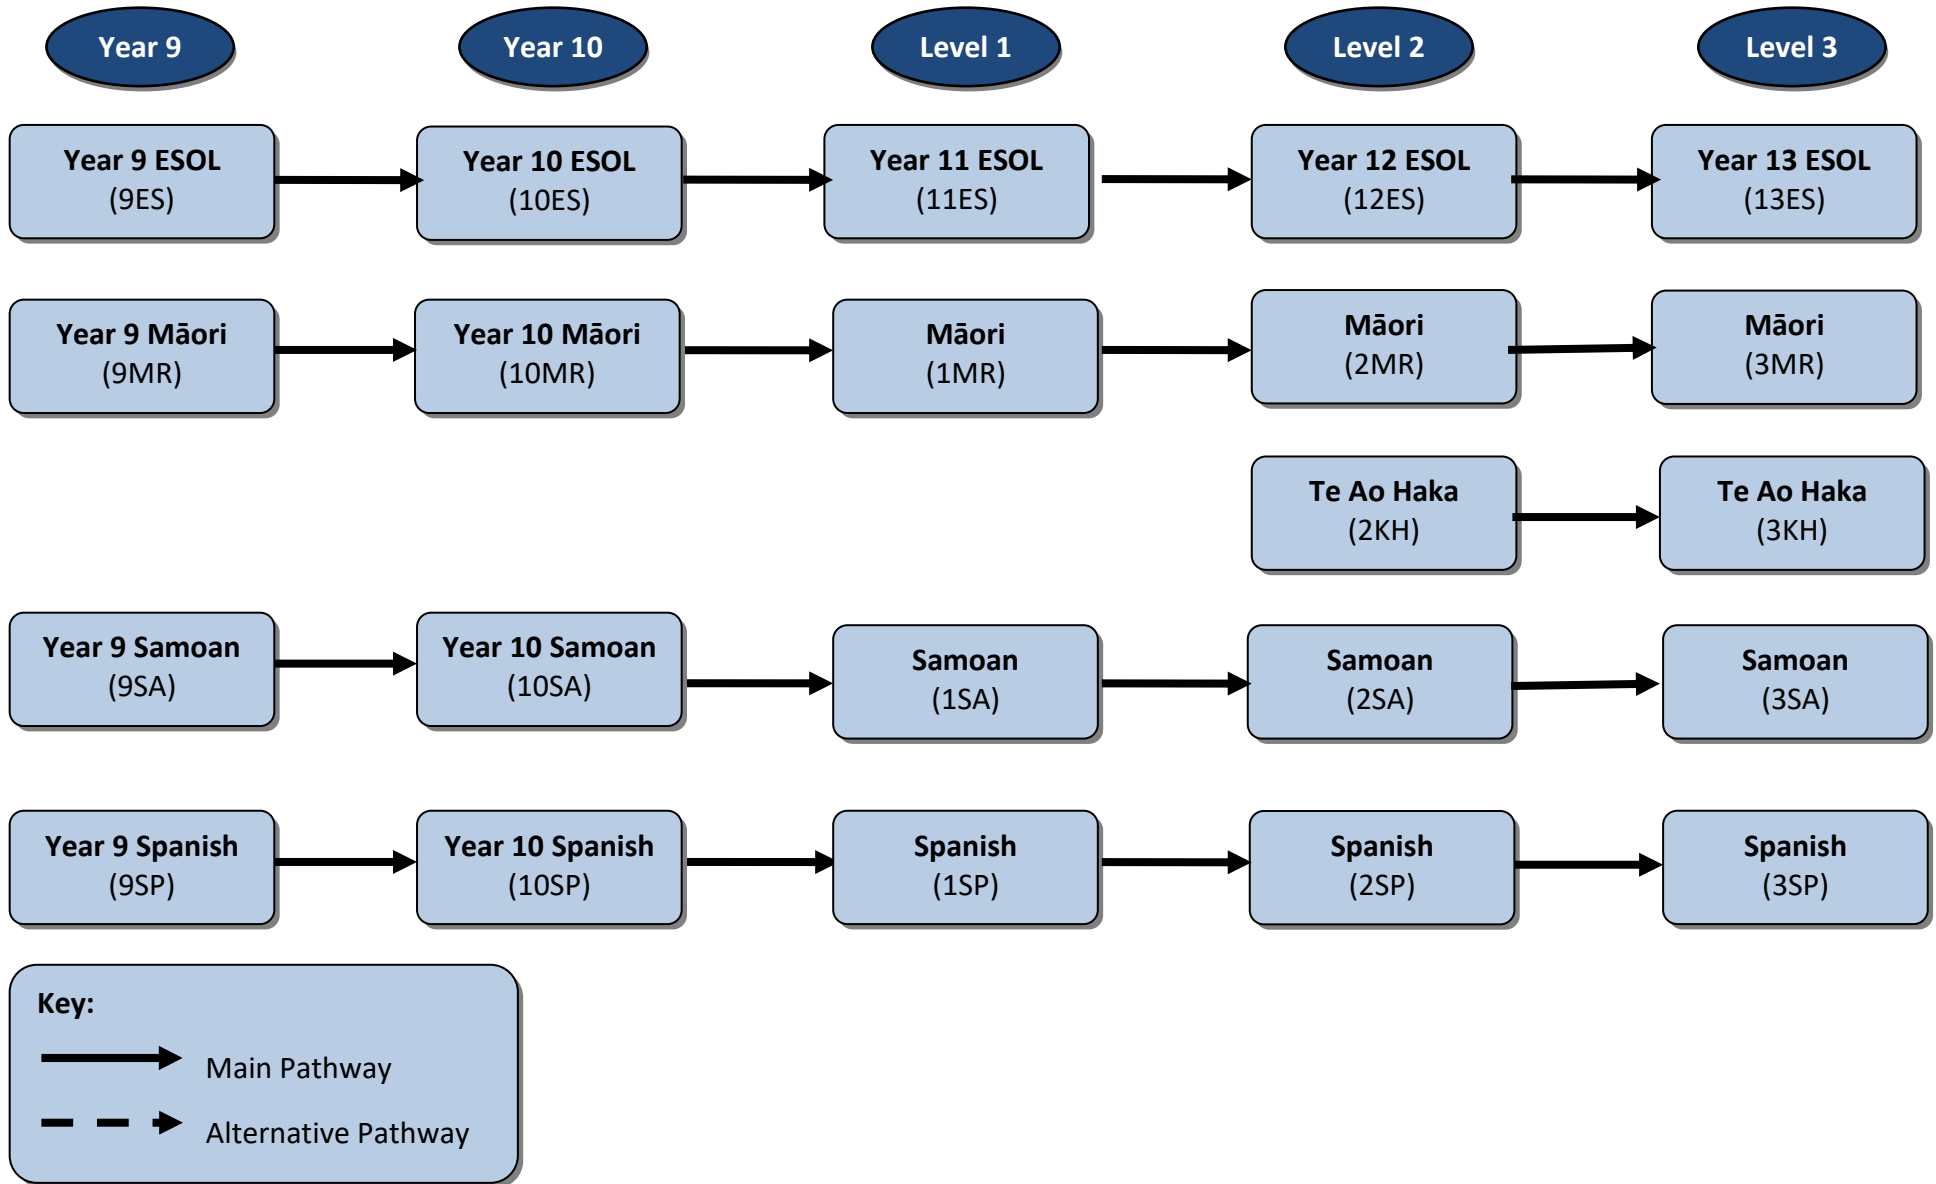 Year 9
Year 10
Level 1
Level 2
Level 3
Year 9 ESOL
(9ES)
Year 10 ESOL
(10ES)
Year 11 ESOL
(11ES)
Year 12 ESOL
(12ES)
Year 13 ESOL
(13ES)
Year 9 Māori
(9MR)
Year 10 Māori
(10MR)
Māori
(1MR)
Māori
(2MR)
Māori
(3MR)
Te Ao Haka
(2KH)
Te Ao Haka
(3KH)
Year 9 Samoan
(9SA)
Year 10 Samoan
(10SA)
Samoan
(1SA)
Samoan
(2SA)
Samoan
(3SA)
Year 9 Spanish
(9SP)
Year 10 Spanish
(10SP)
Spanish
(1SP)
Spanish
(2SP)
Spanish
(3SP)
Key:
Main Pathway
Alternative Pathway